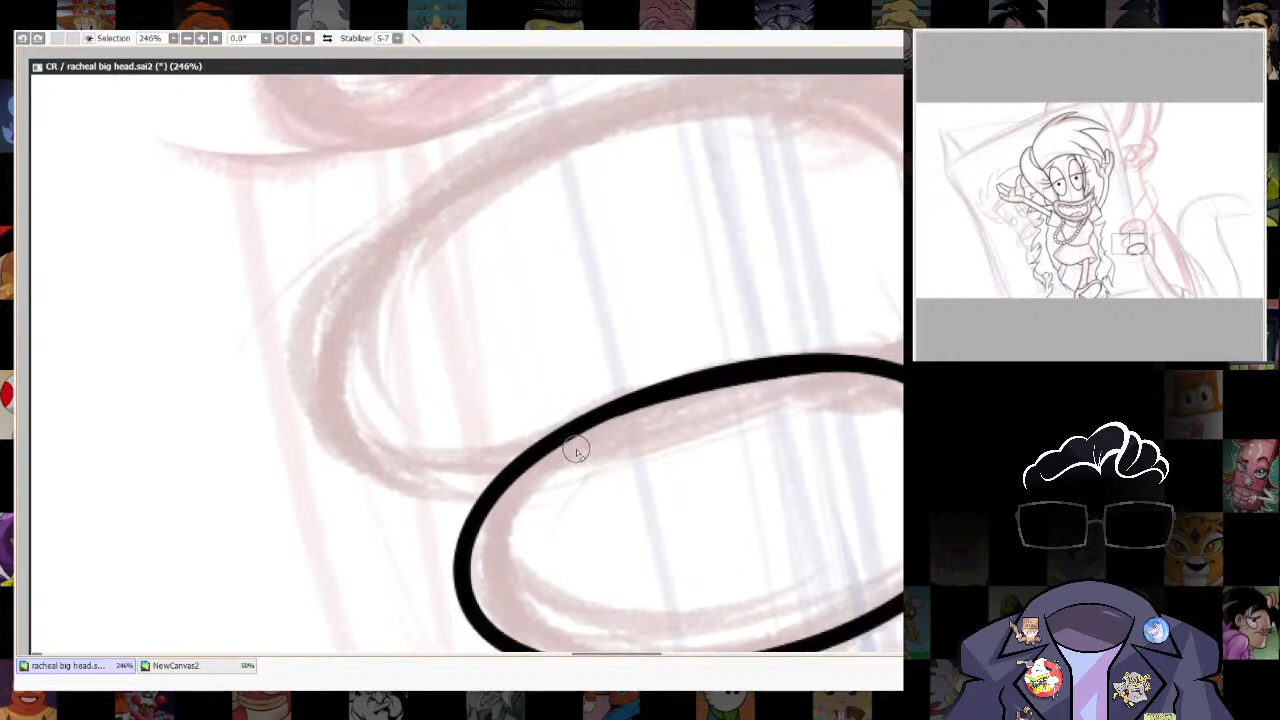 Selection 246% 0.0° Stabilizer S-7
CR / racheal big head.sai2 (*) (246%)
racheal big head.s... 246% NewCanvas2 50%